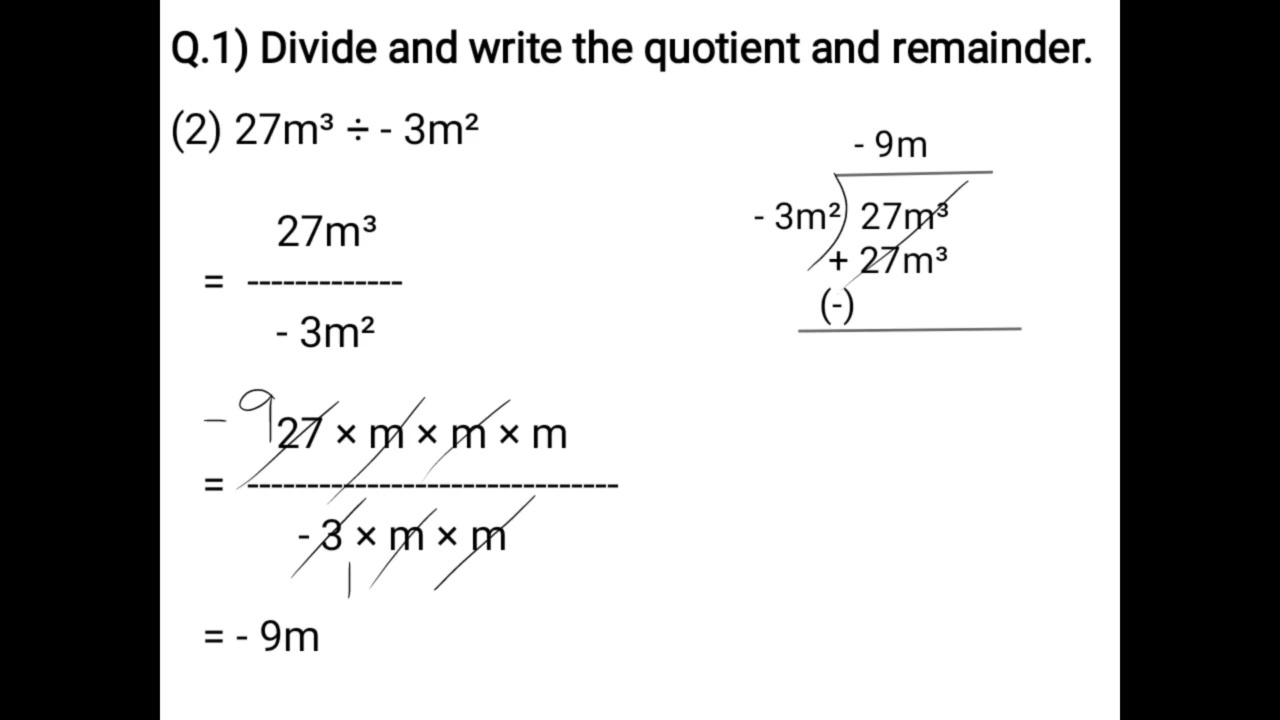 Q.1) Divide and write the quotient and remainder.
(2) 27m³ ÷ - 3m²
27m³
= -------------
- 3m²
- 9
27 × m × m × m
= -------------------------------
- 3 × m × m
1
= - 9m
- 9m
- 3m²) 27m³
+ 27m³
(-)